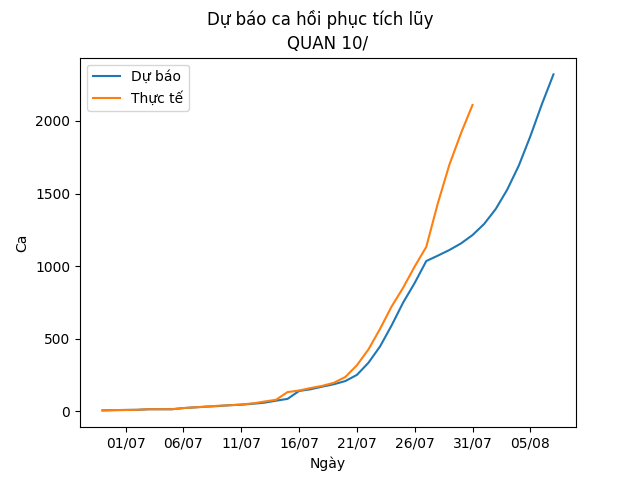 Dự báo ca hồi phục tích lũy
QUAN 10/
Dự báo
Thực tế
2000
1500
1000
500
0
Ca
01/07 06/07 11/07 16/07 21/07 26/07 31/07 05/08
Ngày